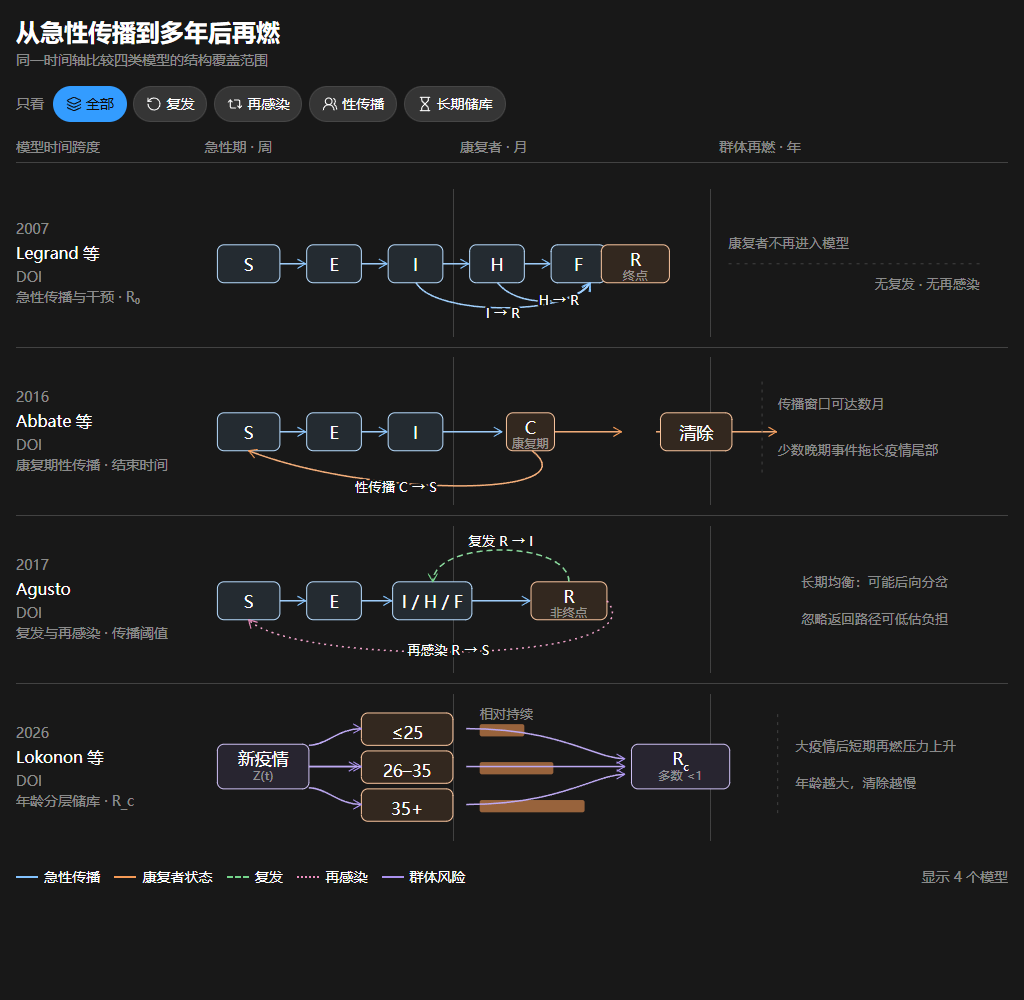 从急性传播到多年后再燃
同一时间轴比较四类模型的结构覆盖范围
只看 全部 复发 再感染 性传播 长期储库
模型时间跨度 急性期 · 周 康复者 · 月 群体再燃 · 年
2007
Legrand 等
DOI
急性传播与干预 · R₀
S E I H F R
终点
H → R
I → R
康复者不再进入模型
无复发 · 无再感染
2016
Abbate 等
DOI
康复期性传播 · 结束时间
S E I C 清除
康复期
性传播 C → S
传播窗口可达数月
少数晚期事件拖长疫情尾部
2017
Agusto
DOI
复发与再感染 · 传播阈值
复发 R → I
S E I / H / F R
非终点
再感染 R → S
长期均衡：可能后向分岔
忽略返回路径可低估负担
2026
Lokonon 等
DOI
年龄分层储库 · R_c
新疫情
Z(t)
≤25
26–35
35+
相对持续
Rc
多数 <1
大疫情后短期再燃压力上升
年龄越大，清除越慢
急性传播 康复者状态 复发 再感染 群体风险
显示 4 个模型